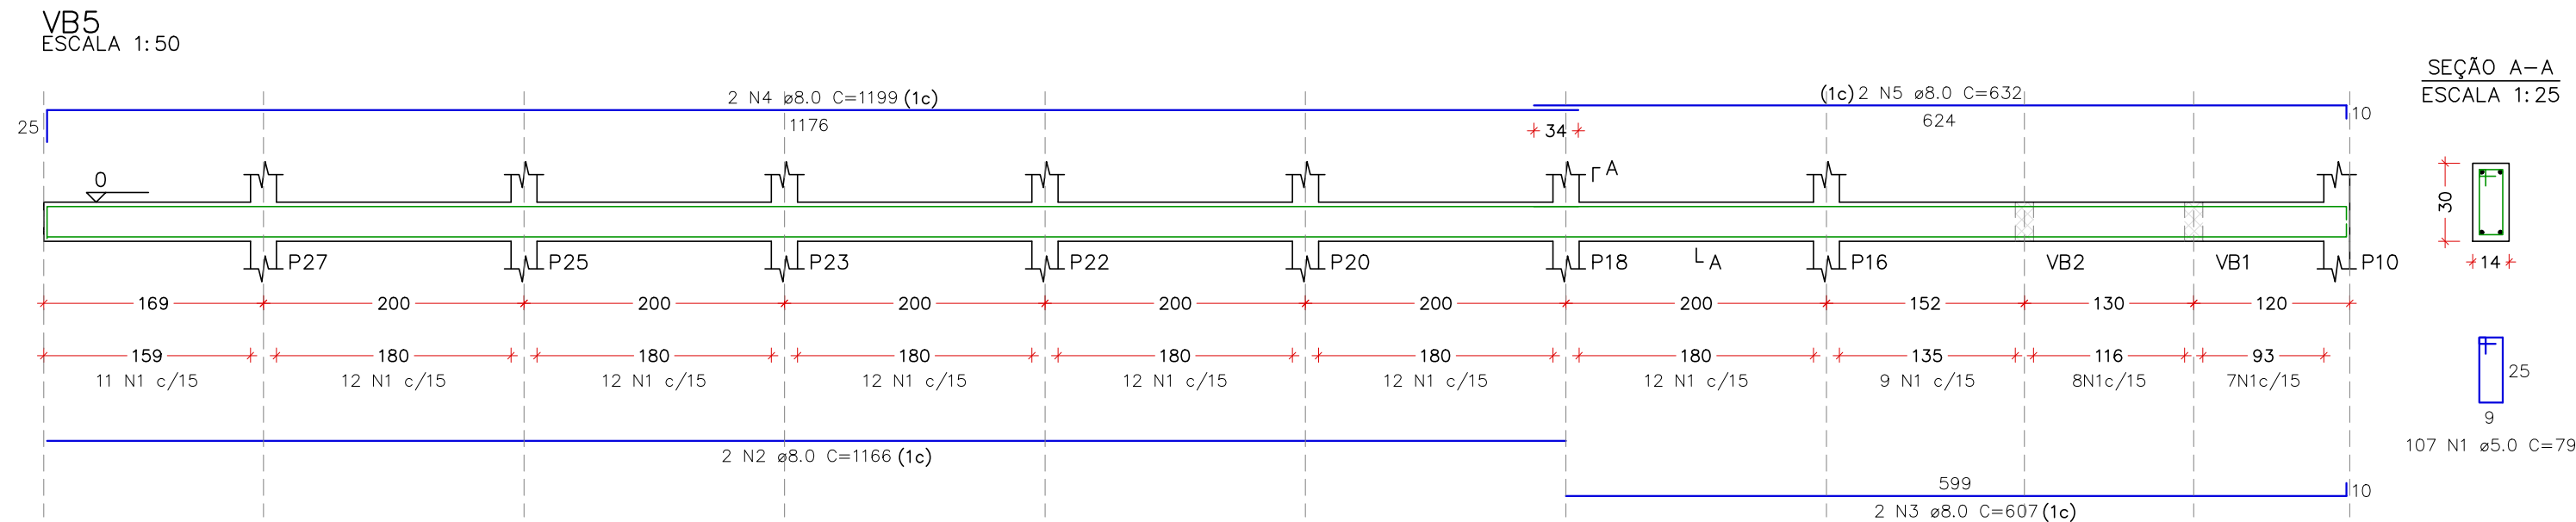 VB5
ESCALA 1:50
SEÇÃO A-A
ESCALA 1:25
2 N4 ø8.0 C=1199 (1c)
(1c) 2 N5 ø8.0 C=632
25
1176
624
10
34
0
A
30
14
P27
P25
P23
P22
P20
P18
A
P16
VB2
VB1
P10
169
200
200
200
200
200
200
152
130
120
159
180
180
180
180
180
180
135
116
93
11 N1 c/15
12 N1 c/15
12 N1 c/15
12 N1 c/15
12 N1 c/15
12 N1 c/15
12 N1 c/15
9 N1 c/15
8N1c/15
7N1c/15
25
9
107 N1 ø5.0 C=79
2 N2 ø8.0 C=1166 (1c)
599
10
2 N3 ø8.0 C=607 (1c)